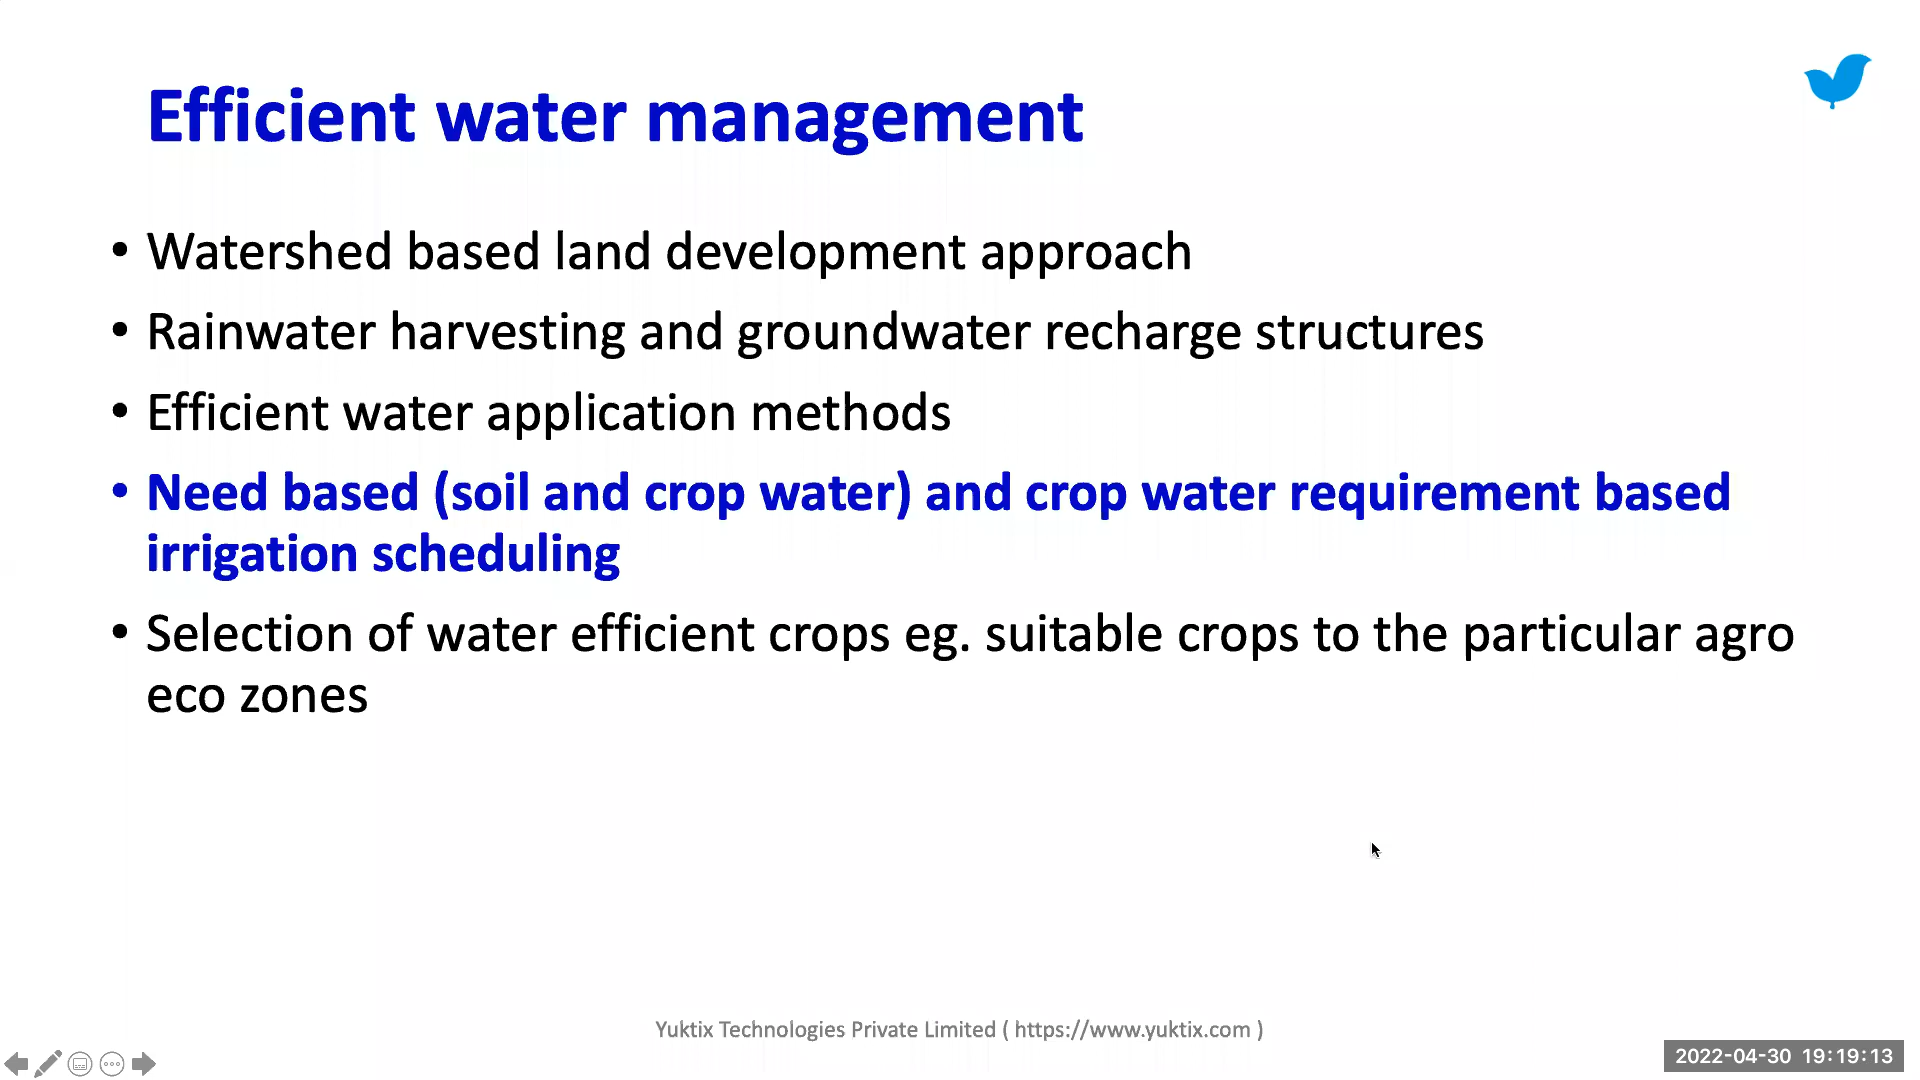 Efficient water management
• Watershed based land development approach
• Rainwater harvesting and groundwater recharge structures
• Efficient water application methods
• Need based (soil and crop water) and crop water requirement based
irrigation scheduling
• Selection of water efficient crops eg. suitable crops to the particular agro
eco zones
Yuktix Technologies Private Limited ( https://www.yuktix.com )
2022-04-30 19:19:13